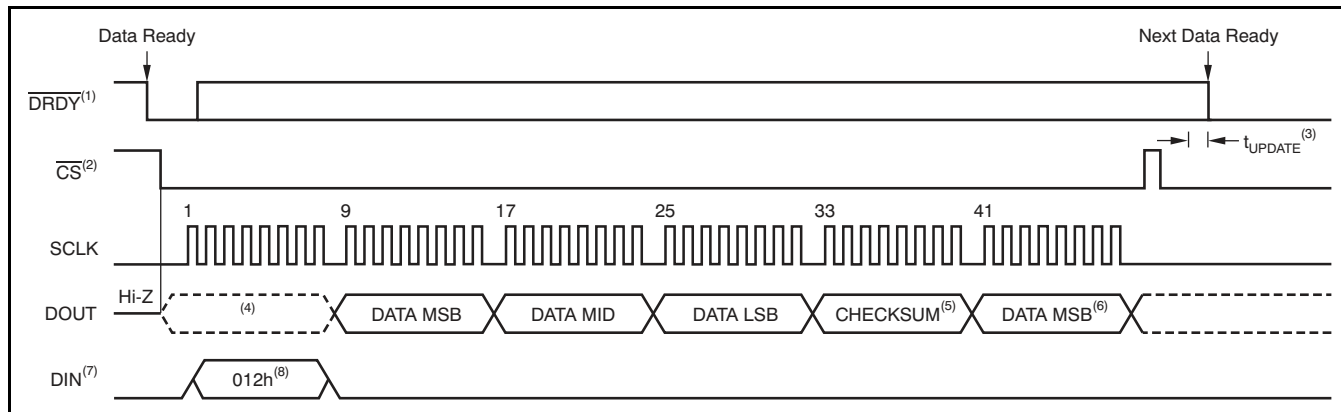 Data Ready
Next Data Ready
DRDY(1)
tUPDATE(3)
CS(2)
1 9 17 25 33 41
SCLK
Hi-Z
DOUT (4) DATA MSB DATA MID DATA LSB CHECKSUM(5) DATA MSB(6)
DIN(7) 012h(8)